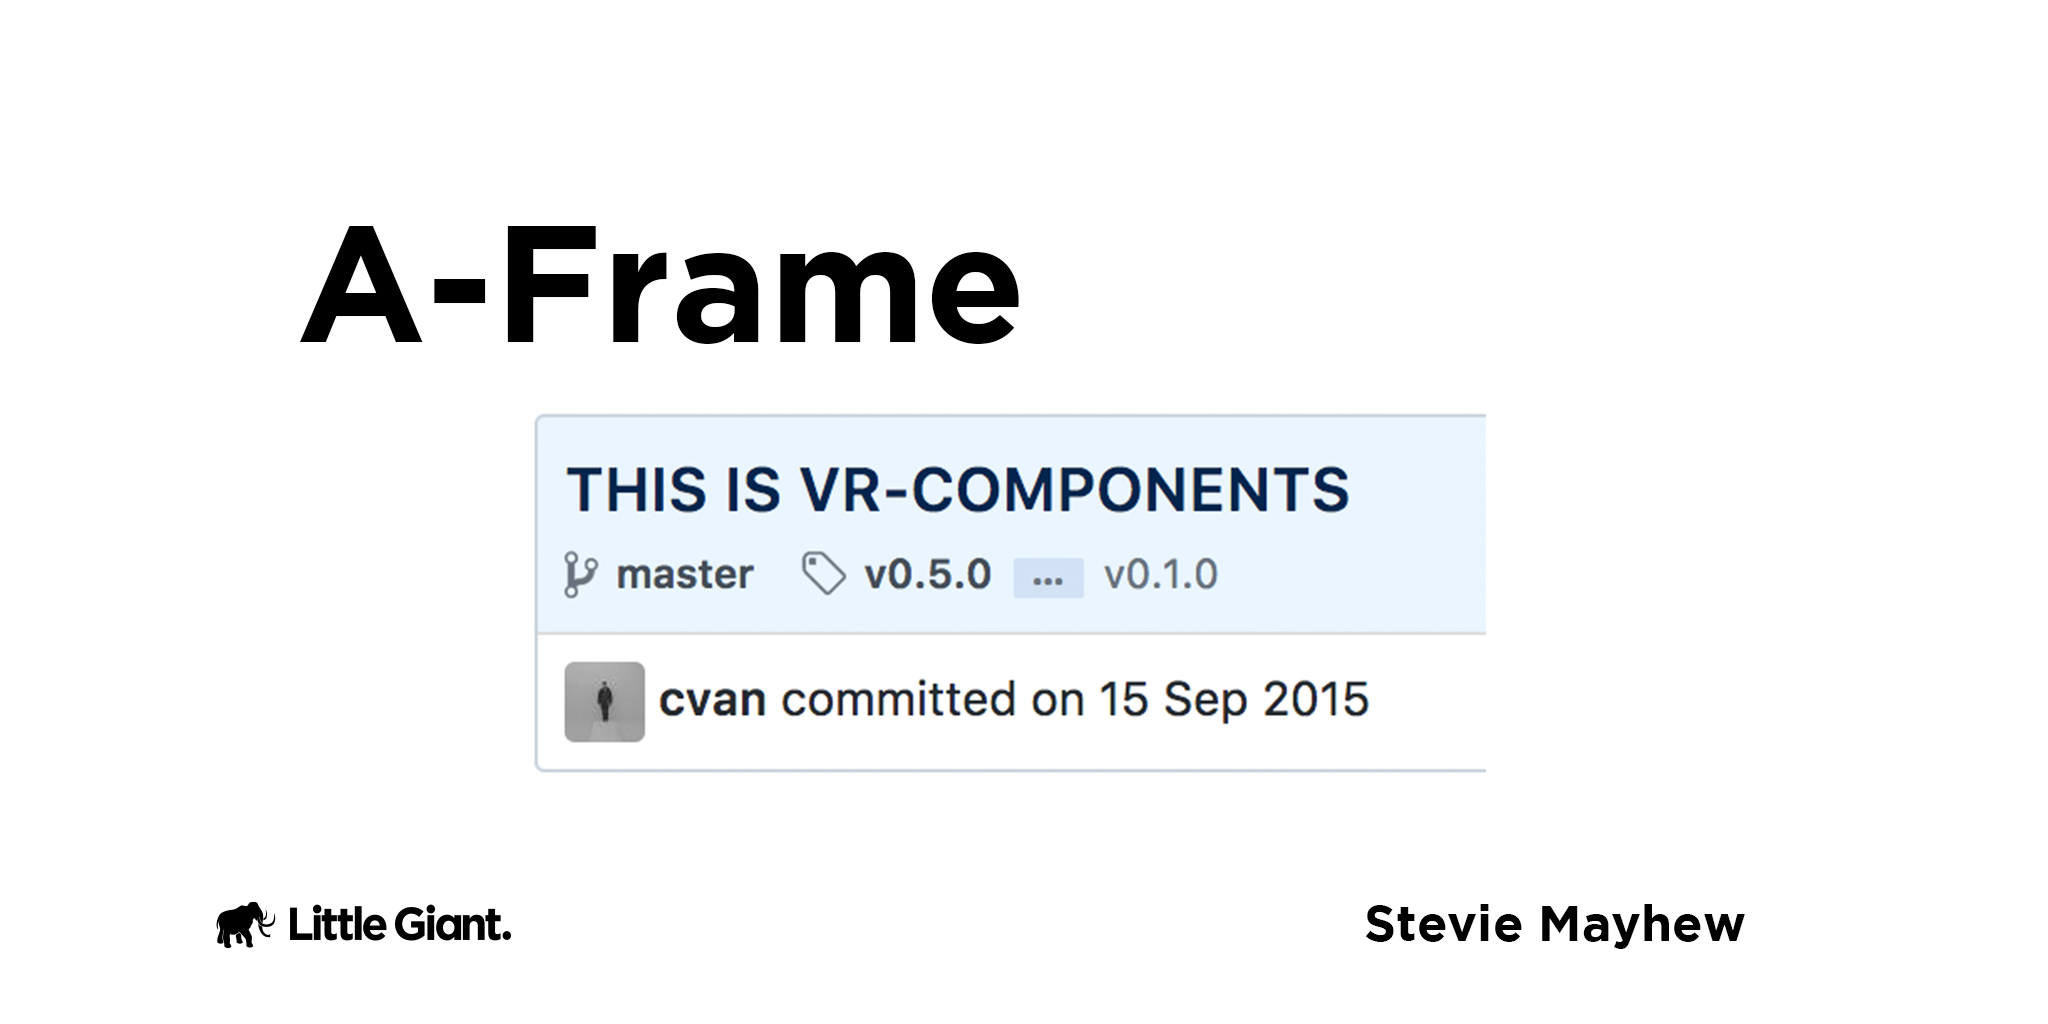 A-Frame
THIS IS VR-COMPONENTS
master v0.5.0 ... v0.1.0
cvan committed on 15 Sep 2015
Little Giant.
Stevie Mayhew